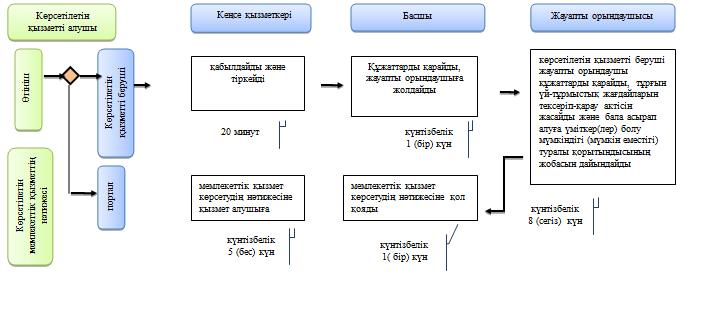 Көрсетілетін
қызметті алушы
Кеңсе қызметкері
Басшы
Жауапты орындаушысы
Өтініш
Көрсетілетін
қызметті беруші
қабылдайды және
тіркейді
20 минут
Құжаттарды қарайды,
жауапты орындаушыға
жолдайды
күнтізбелік
1 (бір) күн
көрсетілетін қызметті беруші
жауапты орындаушы
құжаттарды қарайды, тұрғын
үй-тұрмыстық жағдайларын
тексеріп-қарау актісін
жасайды және бала асырап
алуға үміткер(лер) болу
мүмкіндігі (мүмкін еместігі)
туралы қорытындысының
жобасын дайындайды
күнтізбелік
8 (сегіз) күн
Көрсетілетін
мемлекеттік қызметтің
нәтижесі
портал
мемлекеттік қызмет
көрсетудің нәтижесіне
қызмет алушыға
күнтізбелік
5 (бес) күн
мемлекеттік қызмет
көрсетудің нәтижесіне қол
қояды
күнтізбелік
1( бір) күн